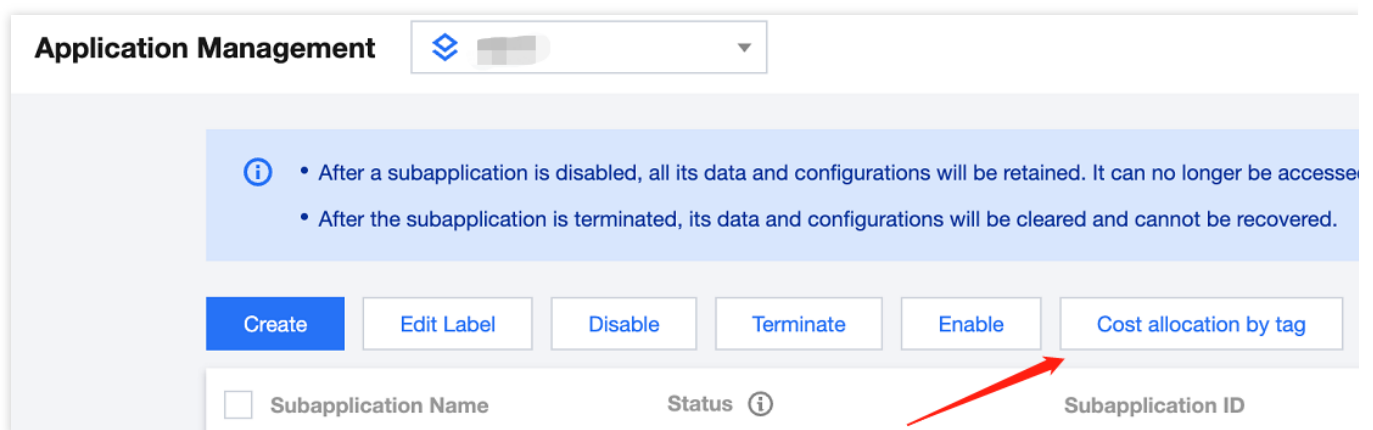 Application Management
• After a subapplication is disabled, all its data and configurations will be retained. It can no longer be accessed
• After the subapplication is terminated, its data and configurations will be cleared and cannot be recovered.
Create Edit Label Disable Terminate Enable Cost allocation by tag
Subapplication Name Status Subapplication ID